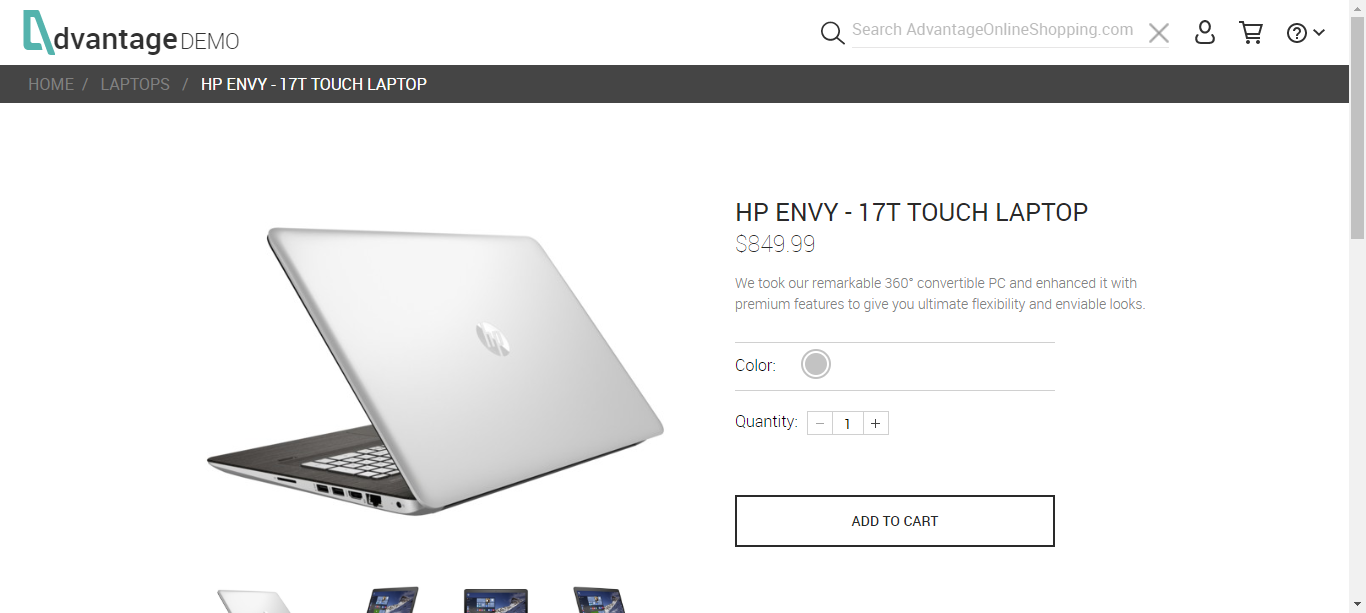 dvantage DEMO
Search AdvantageOnlineShopping.com
HOME / LAPTOPS / HP ENVY - 17T TOUCH LAPTOP
HP ENVY - 17T TOUCH LAPTOP
$849.99
We took our remarkable 360° convertible PC and enhanced it with
premium features to give you ultimate flexibility and enviable looks.
Color:
Quantity: − 1 +
ADD TO CART
hp